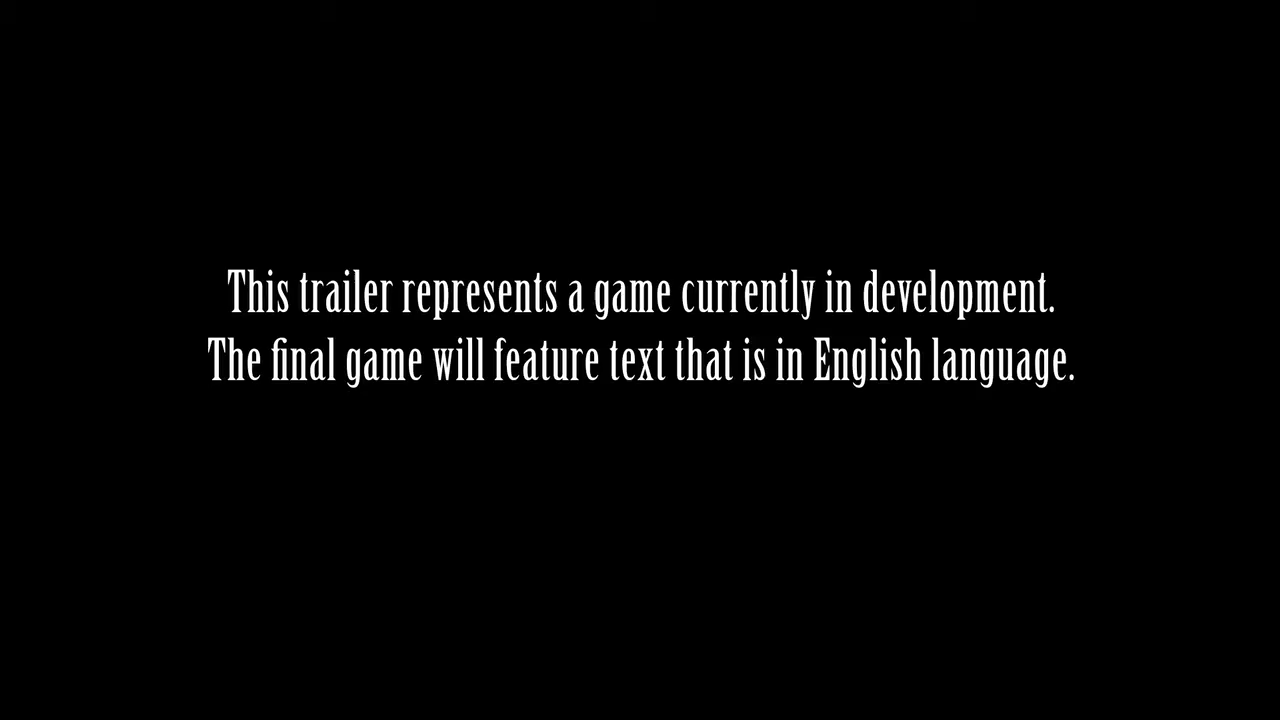 This trailer represents a game currently in development.
The final game will feature text that is in English language.